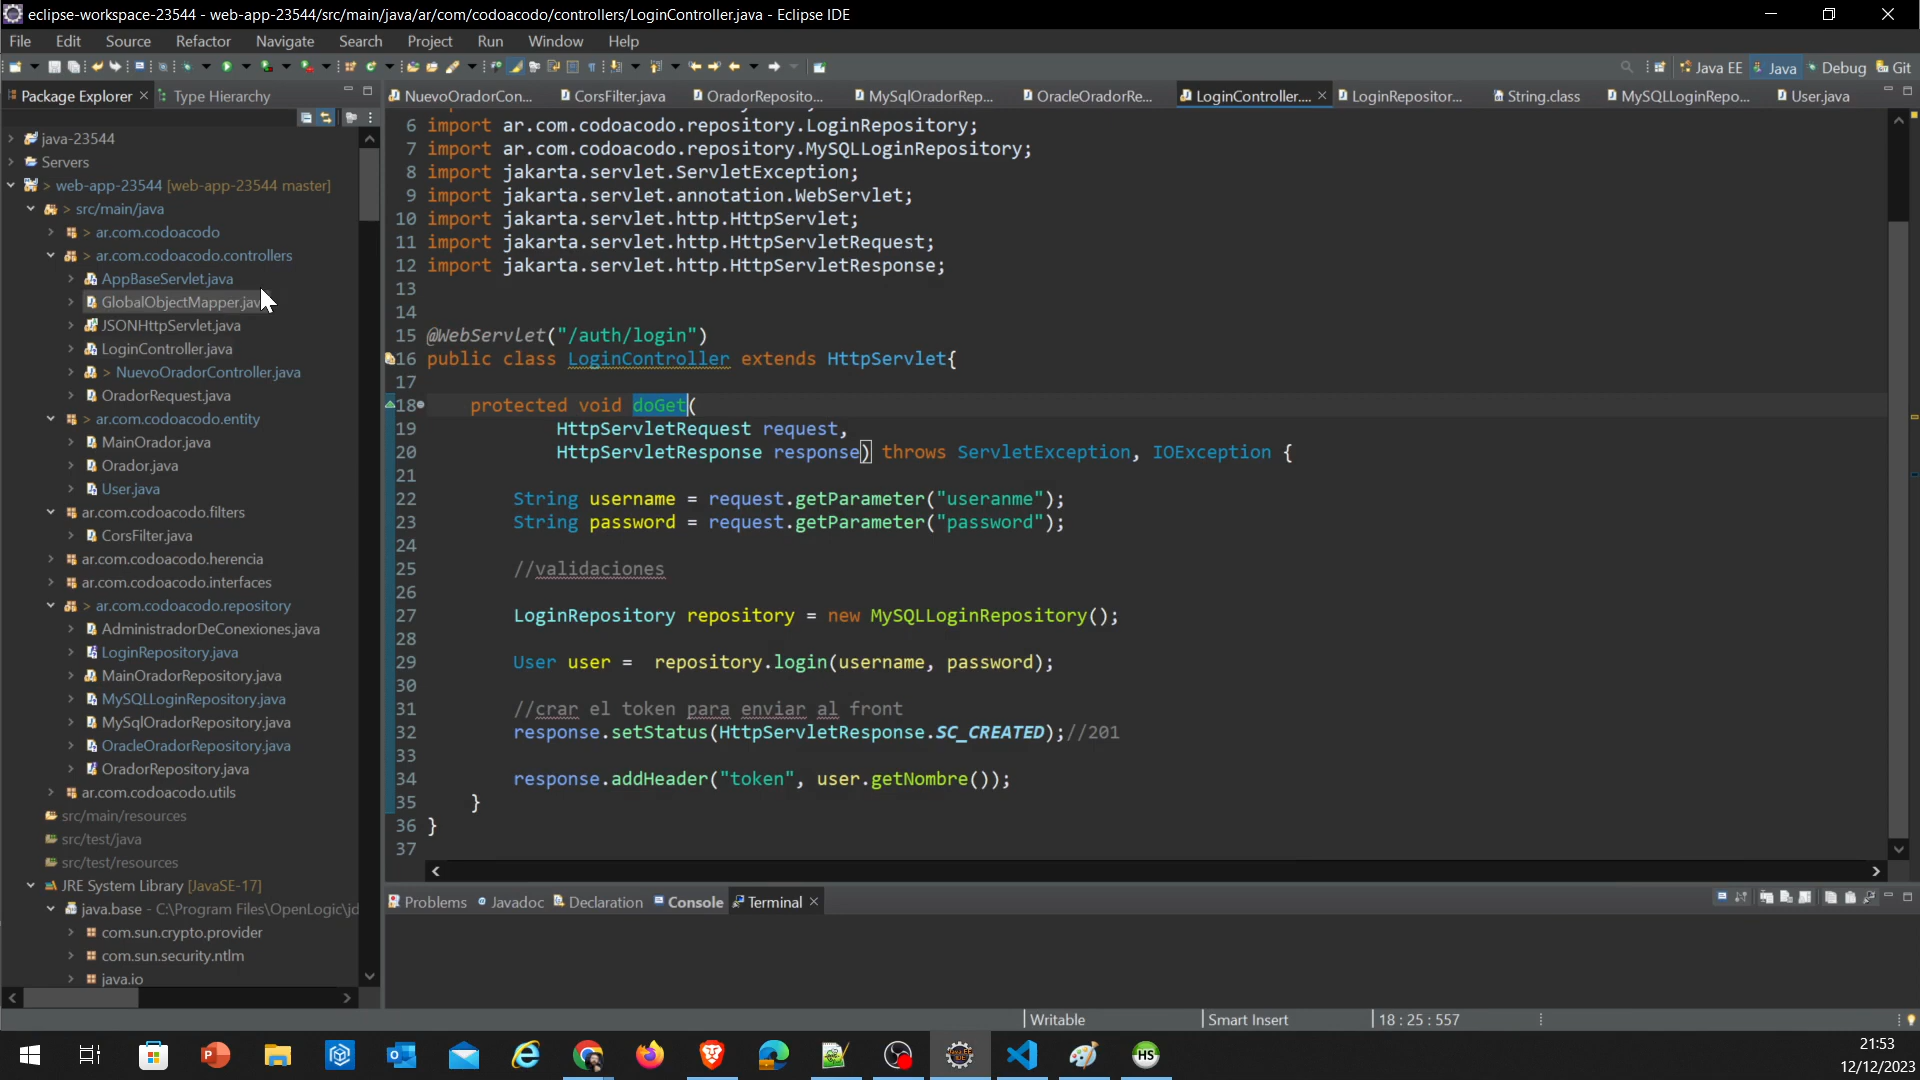 eclipse-workspace-23544 - web-app-23544/src/main/java/ar/com/codoacodo/controllers/LoginController.java - Eclipse IDE
File Edit Source Refactor Navigate Search Project Run Window Help
Java EE Java Debug Git
Package Explorer Type Hierarchy
NuevoOradorCon... CorsFilter.java OradorReposito... MySqlOradorRep... OracleOradorRe... LoginController.... LoginRepositor... String.class MySQLLoginRepo... User.java
java-23544
Servers
> web-app-23544 [web-app-23544 master]
> src/main/java
> ar.com.codoacodo
> ar.com.codoacodo.controllers
AppBaseServlet.java
GlobalObjectMapper.jav
JSONHttpServlet.java
LoginController.java
> NuevoOradorController.java
OradorRequest.java
> ar.com.codoacodo.entity
MainOrador.java
Orador.java
User.java
ar.com.codoacodo.filters
CorsFilter.java
ar.com.codoacodo.herencia
ar.com.codoacodo.interfaces
> ar.com.codoacodo.repository
AdministradorDeConexiones.java
LoginRepository.java
MainOradorRepository.java
MySQLLoginRepository.java
MySqlOradorRepository.java
OracleOradorRepository.java
OradorRepository.java
ar.com.codoacodo.utils
src/main/resources
src/test/java
src/test/resources
JRE System Library [JavaSE-17]
java.base - C:\Program Files\OpenLogic\jd
com.sun.crypto.provider
com.sun.security.ntlm
java.io
6 import ar.com.codoacodo.repository.LoginRepository;
7 import ar.com.codoacodo.repository.MySQLLoginRepository;
8 import jakarta.servlet.ServletException;
9 import jakarta.servlet.annotation.WebServlet;
10 import jakarta.servlet.http.HttpServlet;
11 import jakarta.servlet.http.HttpServletRequest;
12 import jakarta.servlet.http.HttpServletResponse;
13
14
15 @WebServlet("/auth/login")
16 public class LoginController extends HttpServlet{
17
18 protected void doGet(
19 HttpServletRequest request,
20 HttpServletResponse response) throws ServletException, IOException {
21
22 String username = request.getParameter("useranme");
23 String password = request.getParameter("password");
24
25 //validaciones
26
27 LoginRepository repository = new MySQLLoginRepository();
28
29 User user = repository.login(username, password);
30
31 //crar el token para enviar al front
32 response.setStatus(HttpServletResponse.SC_CREATED);//201
33
34 response.addHeader("token", user.getNombre());
35 }
36 }
37
Problems Javadoc Declaration Console Terminal
Writable Smart Insert 18 : 25 : 557
21:53
12/12/2023